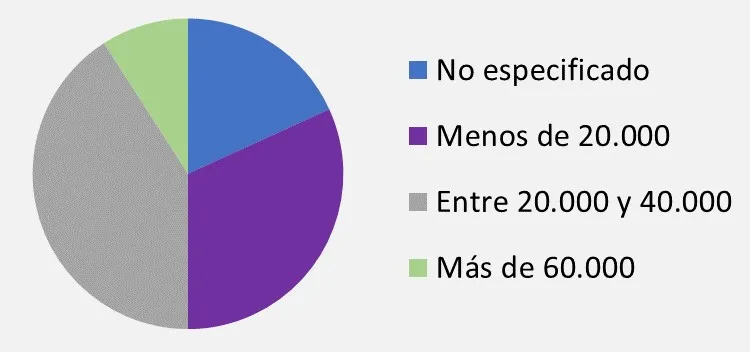 No especificado
Menos de 20.000
Entre 20.000 y 40.000
Más de 60.000